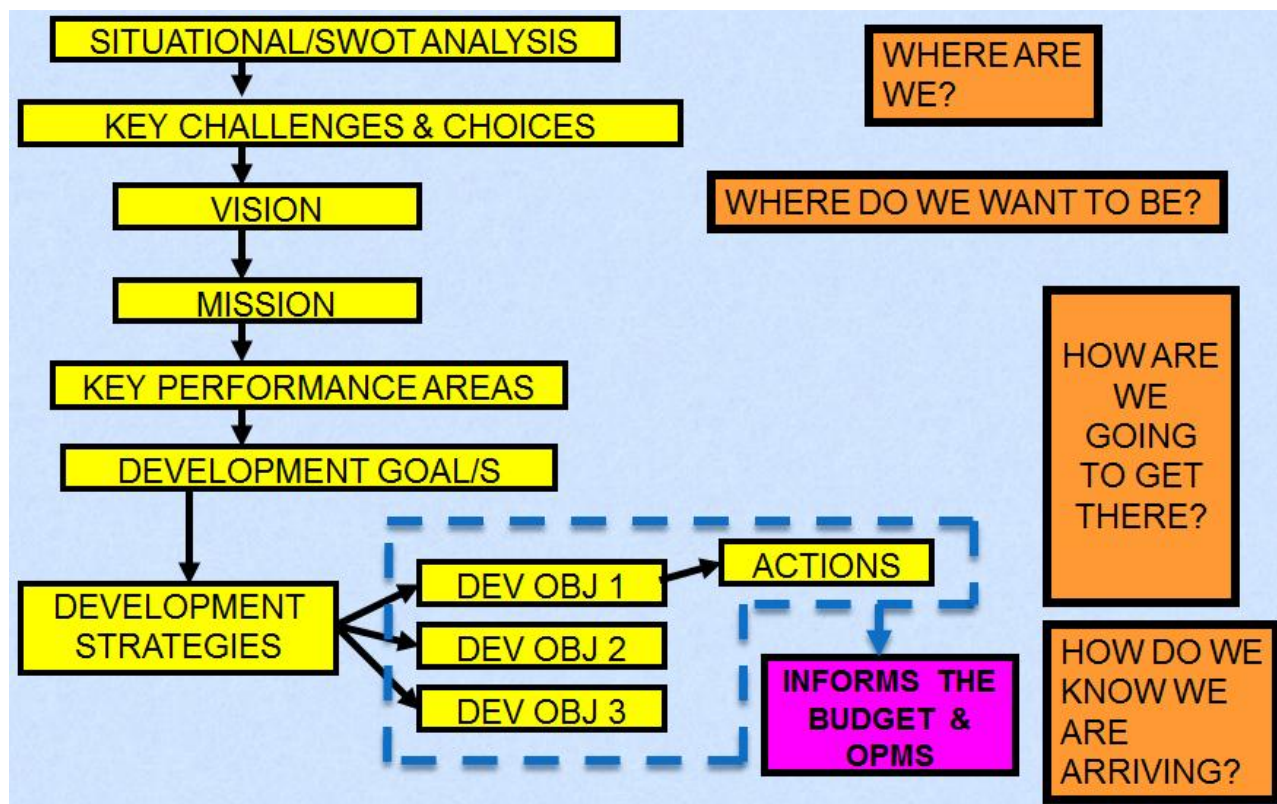 SITUATIONAL/SWOT ANALYSIS
KEY CHALLENGES & CHOICES
VISION
MISSION
KEY PERFORMANCE AREAS
DEVELOPMENT GOAL/S
DEVELOPMENT
STRATEGIES
DEV OBJ 1
DEV OBJ 2
DEV OBJ 3
ACTIONS
INFORMS THE
BUDGET &
OPMS
WHERE ARE
WE?
WHERE DO WE WANT TO BE?
HOW ARE
WE
GOING
TO GET
THERE?
HOW DO WE
KNOW WE
ARE
ARRIVING?